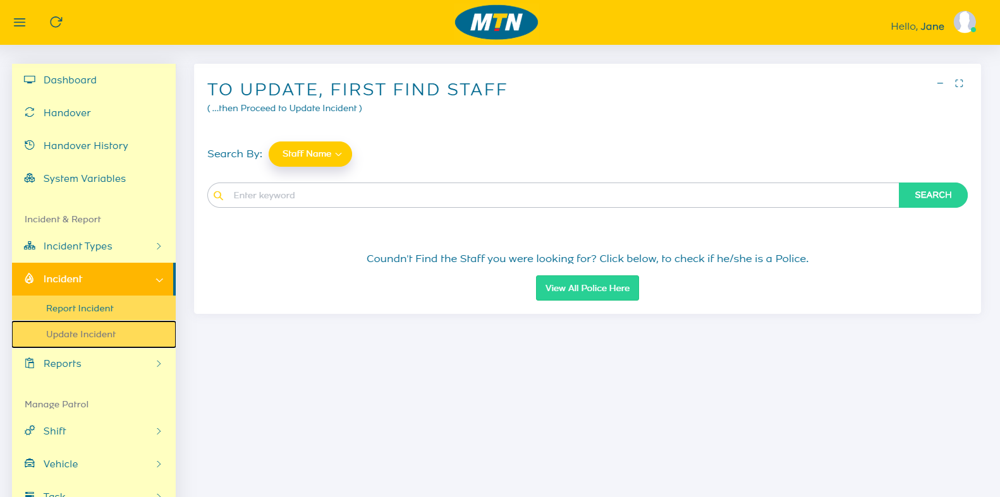 MTN
Hello, Jane
Dashboard
Handover
Handover History
System Variables
Incident & Report
Incident Types
Incident
Report Incident
Update Incident
Reports
Manage Patrol
Shift
Vehicle
Task
TO UPDATE, FIRST FIND STAFF
( ...then Proceed to Update Incident )
Search By: Staff Name
Enter keyword
SEARCH
Coundn't Find the Staff you were looking for? Click below, to check if he/she is a Police.
View All Police Here